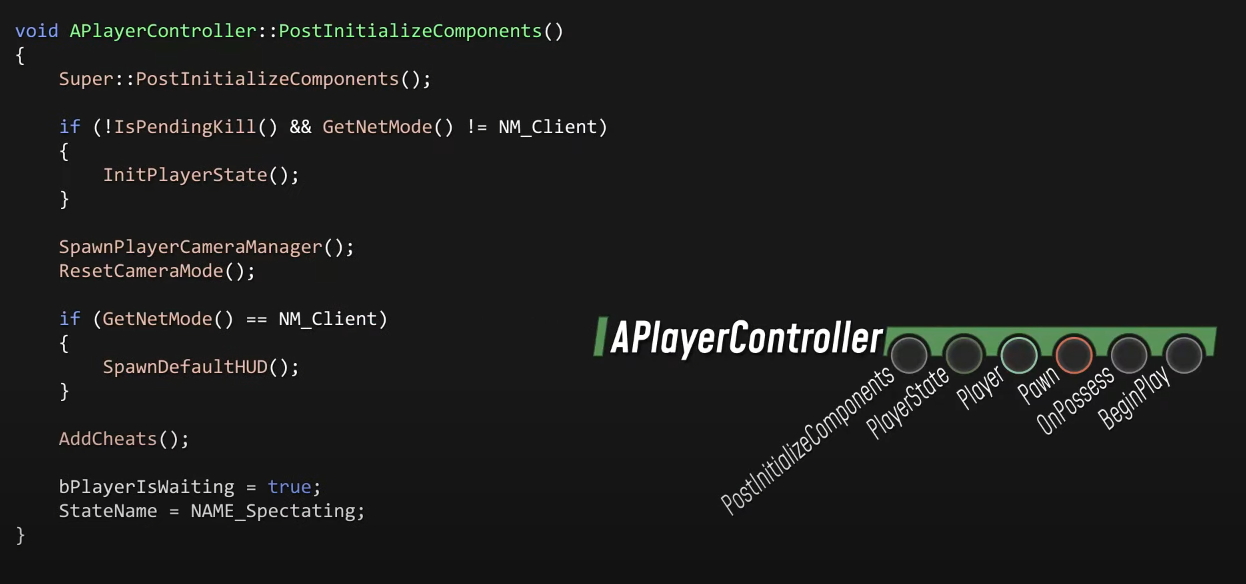 void APlayerController::PostInitializeComponents()
{
    Super::PostInitializeComponents();

    if (!IsPendingKill() && GetNetMode() != NM_Client)
    {
        InitPlayerState();
    }

    SpawnPlayerCameraManager();
    ResetCameraMode();

    if (GetNetMode() == NM_Client)
    {
        SpawnDefaultHUD();
    }

    AddCheats();

    bPlayerIsWaiting = true;
    StateName = NAME_Spectating;
}
APlayerController
PostInitializeComponents
PlayerState
Player
Pawn
OnPossess
BeginPlay